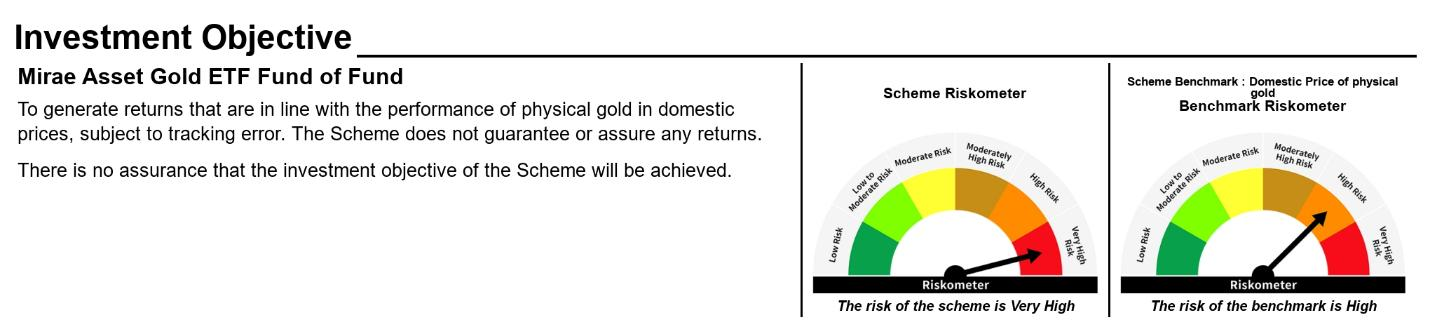 Investment Objective
Mirae Asset Gold ETF Fund of Fund
To generate returns that are in line with the performance of physical gold in domestic
prices, subject to tracking error. The Scheme does not guarantee or assure any returns.
There is no assurance that the investment objective of the Scheme will be achieved.
Scheme Riskometer
Low Risk
Low to
Moderate Risk
Moderate Risk
Moderately
High Risk
High Risk
Very High
Risk
Riskometer
The risk of the scheme is Very High
Scheme Benchmark : Domestic Price of physical
gold
Benchmark Riskometer
Low Risk
Low to
Moderate Risk
Moderate Risk
Moderately
High Risk
High Risk
Very High
Risk
Riskometer
The risk of the benchmark is High